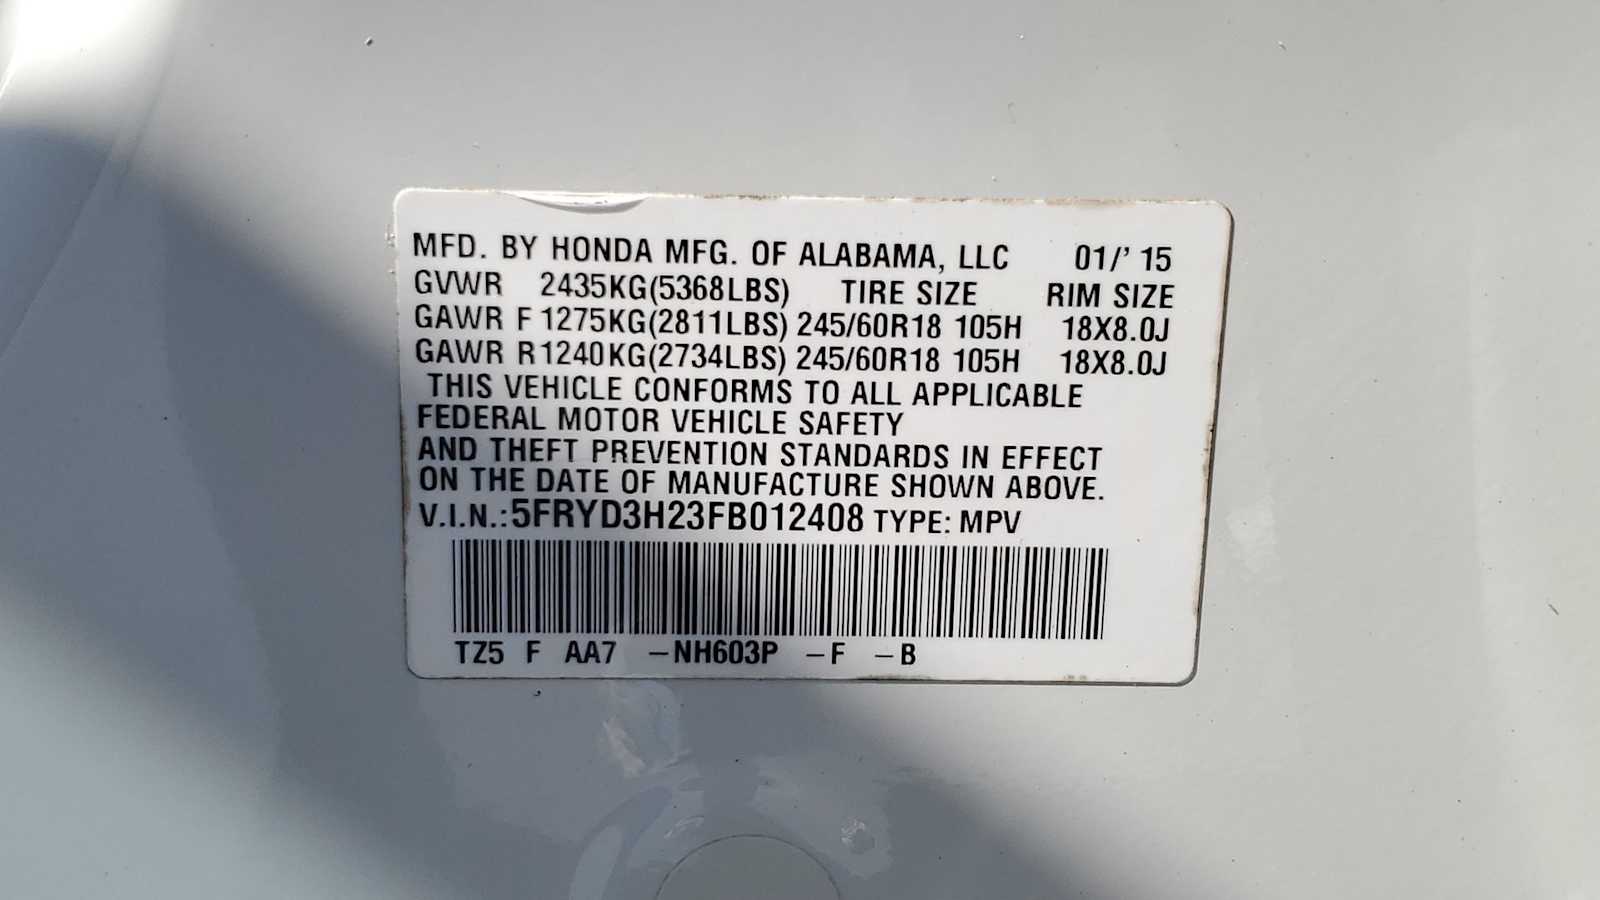 MFD. BY HONDA MFG. OF ALABAMA, LLC 01/' 15
GVWR 2435KG(5368LBS) TIRE SIZE RIM SIZE
GAWR F 1275KG(2811LBS) 245/60R18 105H 18X8.0J
GAWR R1240KG(2734LBS) 245/60R18 105H 18X8.0J
THIS VEHICLE CONFORMS TO ALL APPLICABLE
FEDERAL MOTOR VEHICLE SAFETY
AND THEFT PREVENTION STANDARDS IN EFFECT
ON THE DATE OF MANUFACTURE SHOWN ABOVE.
V.I.N.:5FRYD3H23FB012408 TYPE: MPV
TZ5 F AA7 -NH603P -F -B